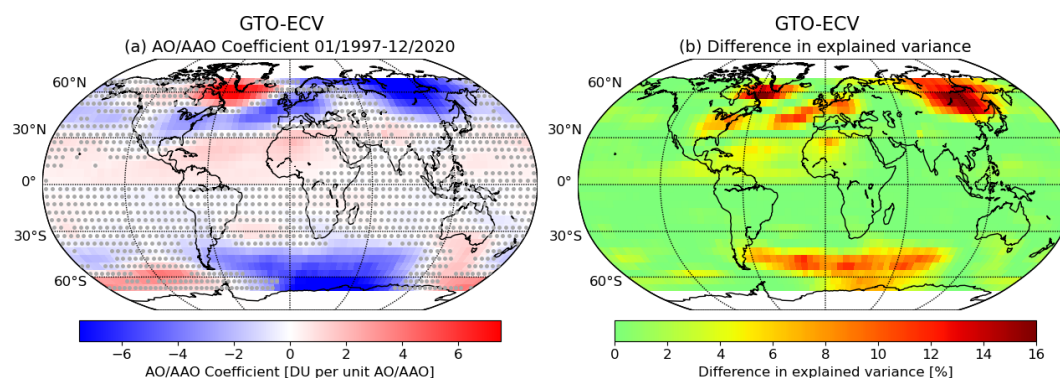 GTO-ECV
(a) AO/AAO Coefficient 01/1997-12/2020
60°N
30°N
0°
30°S
60°S
−6 −4 −2 0 2 4 6
AO/AAO Coefficient [DU per unit AO/AAO]
GTO-ECV
(b) Difference in explained variance
60°N
30°N
0°
30°S
60°S
0 2 4 6 8 10 12 14 16
Difference in explained variance [%]